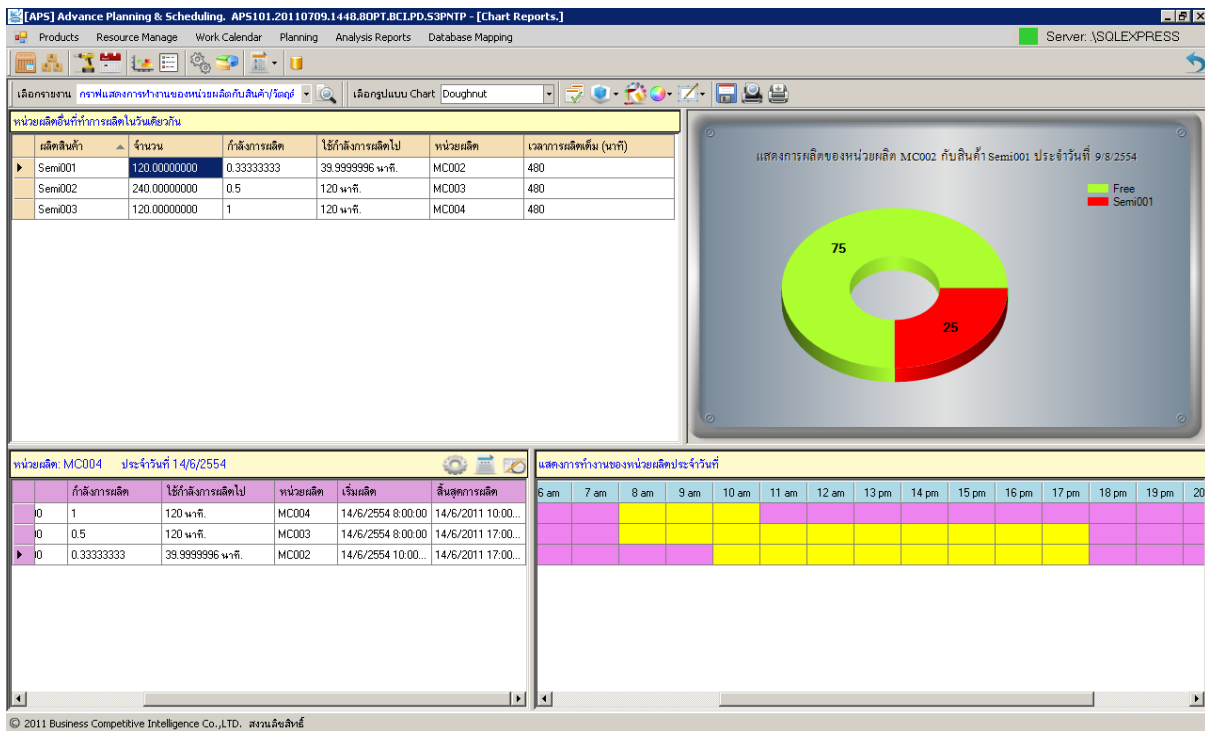 [APS] Advance Planning & Scheduling. APS101.20110709.1448.8OPT.BCI.PD.S3PNTP - [Chart Reports.]
Products Resource Manage Work Calendar Planning Analysis Reports Database Mapping Server: .\SQLEXPRESS
เลือกรายงาน กราฟแสดงการทำงานของหน่วยผลิตกับสินค้า/วัตถุดิ เลือกรูปแบบ Chart Doughnut
หน่วยผลิตอื่นที่ทำการผลิตในวันเดียวกัน
ผลิตสินค้า จำนวน กำลังการผลิต ใช้กำลังการผลิตไป หน่วยผลิต เวลาการผลิตเต็ม (นาที)
Semi001 120.00000000 0.33333333 39.9999996 นาที. MC002 480
Semi002 240.00000000 0.5 120 นาที. MC003 480
Semi003 120.00000000 1 120 นาที. MC004 480
แสดงการผลิตของหน่วยผลิต MC002 กับสินค้า Semi001 ประจำวันที่ 9/8/2554
Free
Semi001
75
25
หน่วยผลิต: MC004 ประจำวันที่ 14/6/2554
กำลังการผลิต ใช้กำลังการผลิตไป หน่วยผลิต เริ่มผลิต สิ้นสุดการผลิต
0 1 120 นาที. MC004 14/6/2554 8:00:00 14/6/2011 10:00...
0 0.5 120 นาที. MC003 14/6/2554 8:00:00 14/6/2011 17:00...
0 0.33333333 39.9999996 นาที. MC002 14/6/2554 10:00... 14/6/2011 17:00...
แสดงการทำงานของหน่วยผลิตประจำวันที่
6 am 7 am 8 am 9 am 10 am 11 am 12 am 13 pm 14 pm 15 pm 16 pm 17 pm 18 pm 19 pm 20
© 2011 Business Competitive Intelligence Co.,LTD. สงวนลิขสิทธิ์